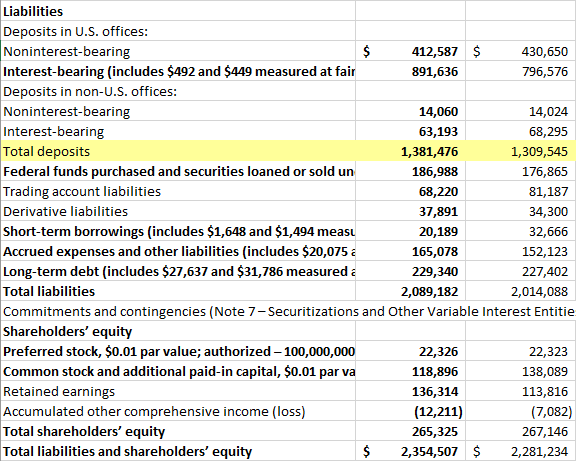 Liabilities
Deposits in U.S. offices:
Noninterest-bearing $ 412,587 $ 430,650
Interest-bearing (includes $492 and $449 measured at fair 891,636 796,576
Deposits in non-U.S. offices:
Noninterest-bearing 14,060 14,024
Interest-bearing 63,193 68,295
Total deposits 1,381,476 1,309,545
Federal funds purchased and securities loaned or sold un 186,988 176,865
Trading account liabilities 68,220 81,187
Derivative liabilities 37,891 34,300
Short-term borrowings (includes $1,648 and $1,494 measu 20,189 32,666
Accrued expenses and other liabilities (includes $20,075 a 165,078 152,123
Long-term debt (includes $27,637 and $31,786 measured a 229,340 227,402
Total liabilities 2,089,182 2,014,088
Commitments and contingencies (Note 7 – Securitizations and Other Variable Interest Entitie
Shareholders' equity
Preferred stock, $0.01 par value; authorized – 100,000,000 22,326 22,323
Common stock and additional paid-in capital, $0.01 par va 118,896 138,089
Retained earnings 136,314 113,816
Accumulated other comprehensive income (loss) (12,211) (7,082)
Total shareholders' equity 265,325 267,146
Total liabilities and shareholders' equity $ 2,354,507 $ 2,281,234